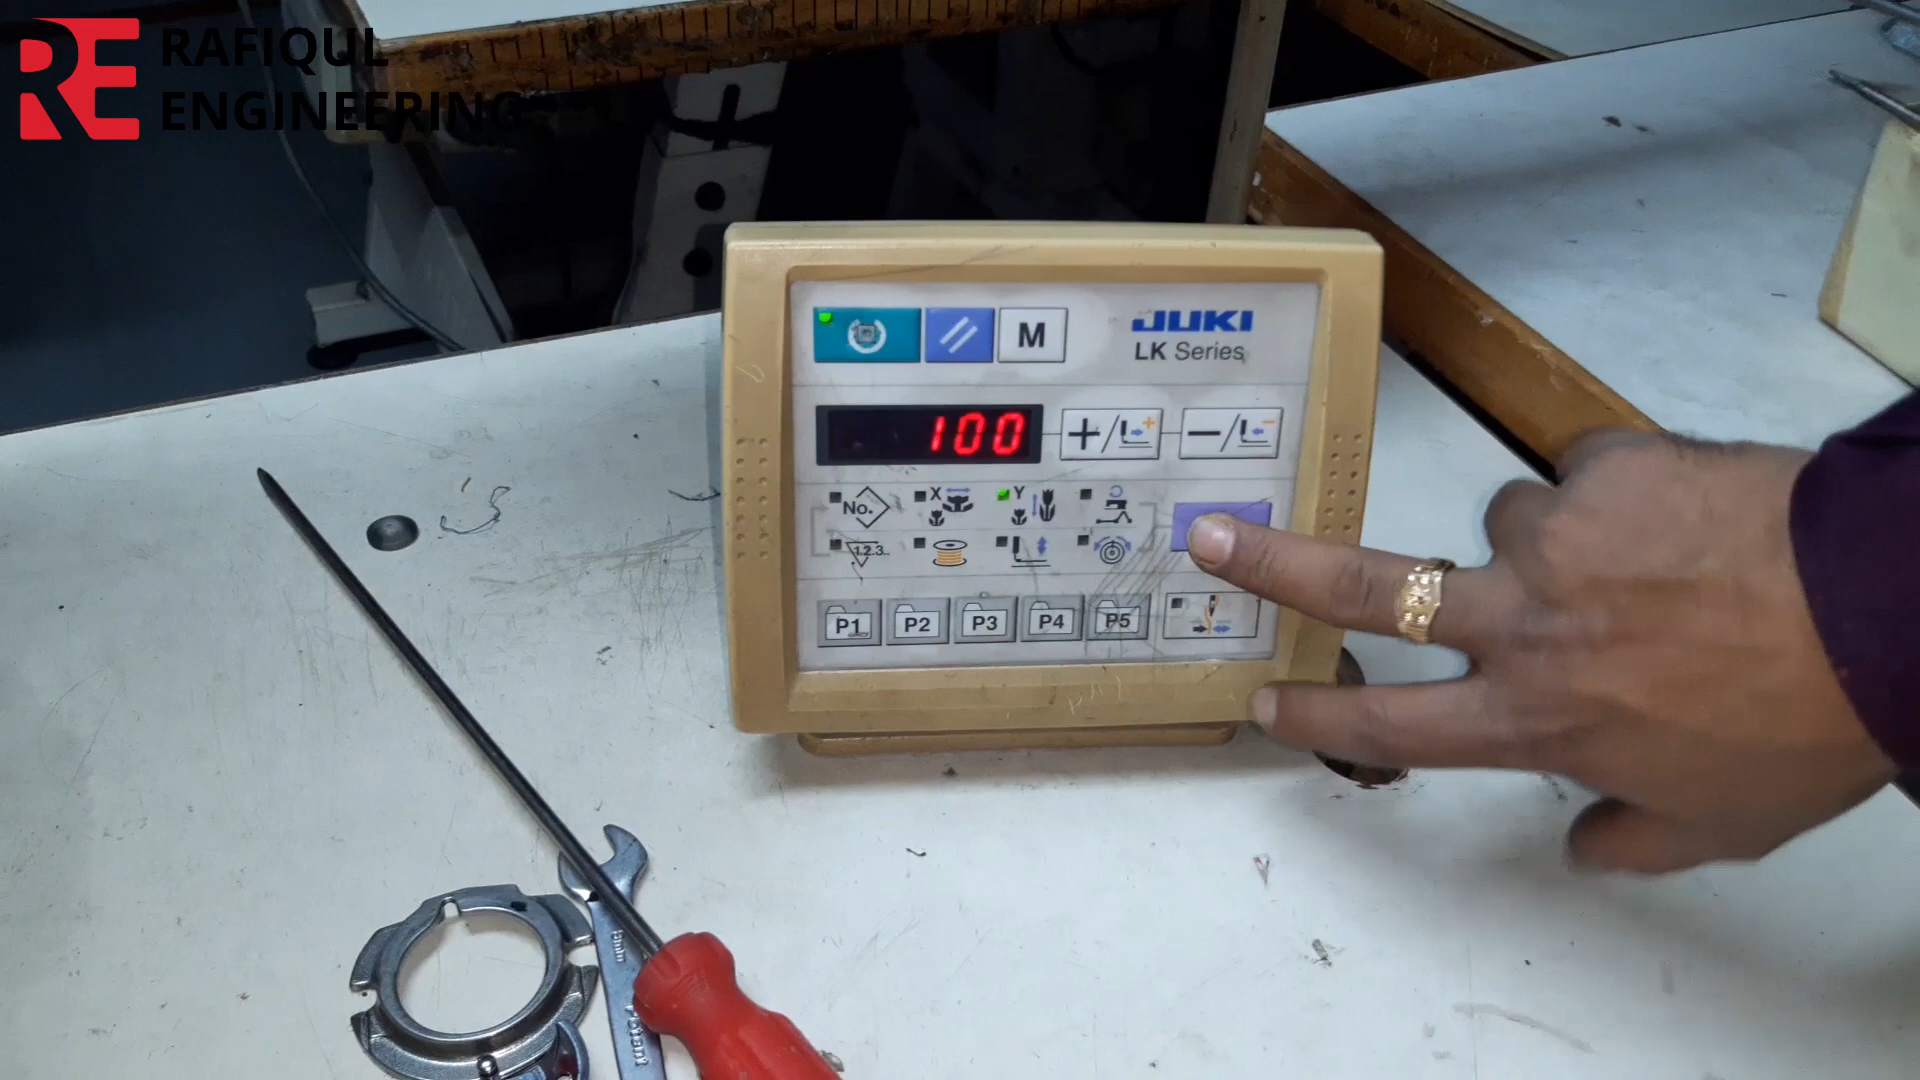 RE RAFIQUL
ENGINEERING
M
JUKI
LK Series
100
+/ −/
No. X Y
1.2.3..
P1 P2 P3 P4 P5